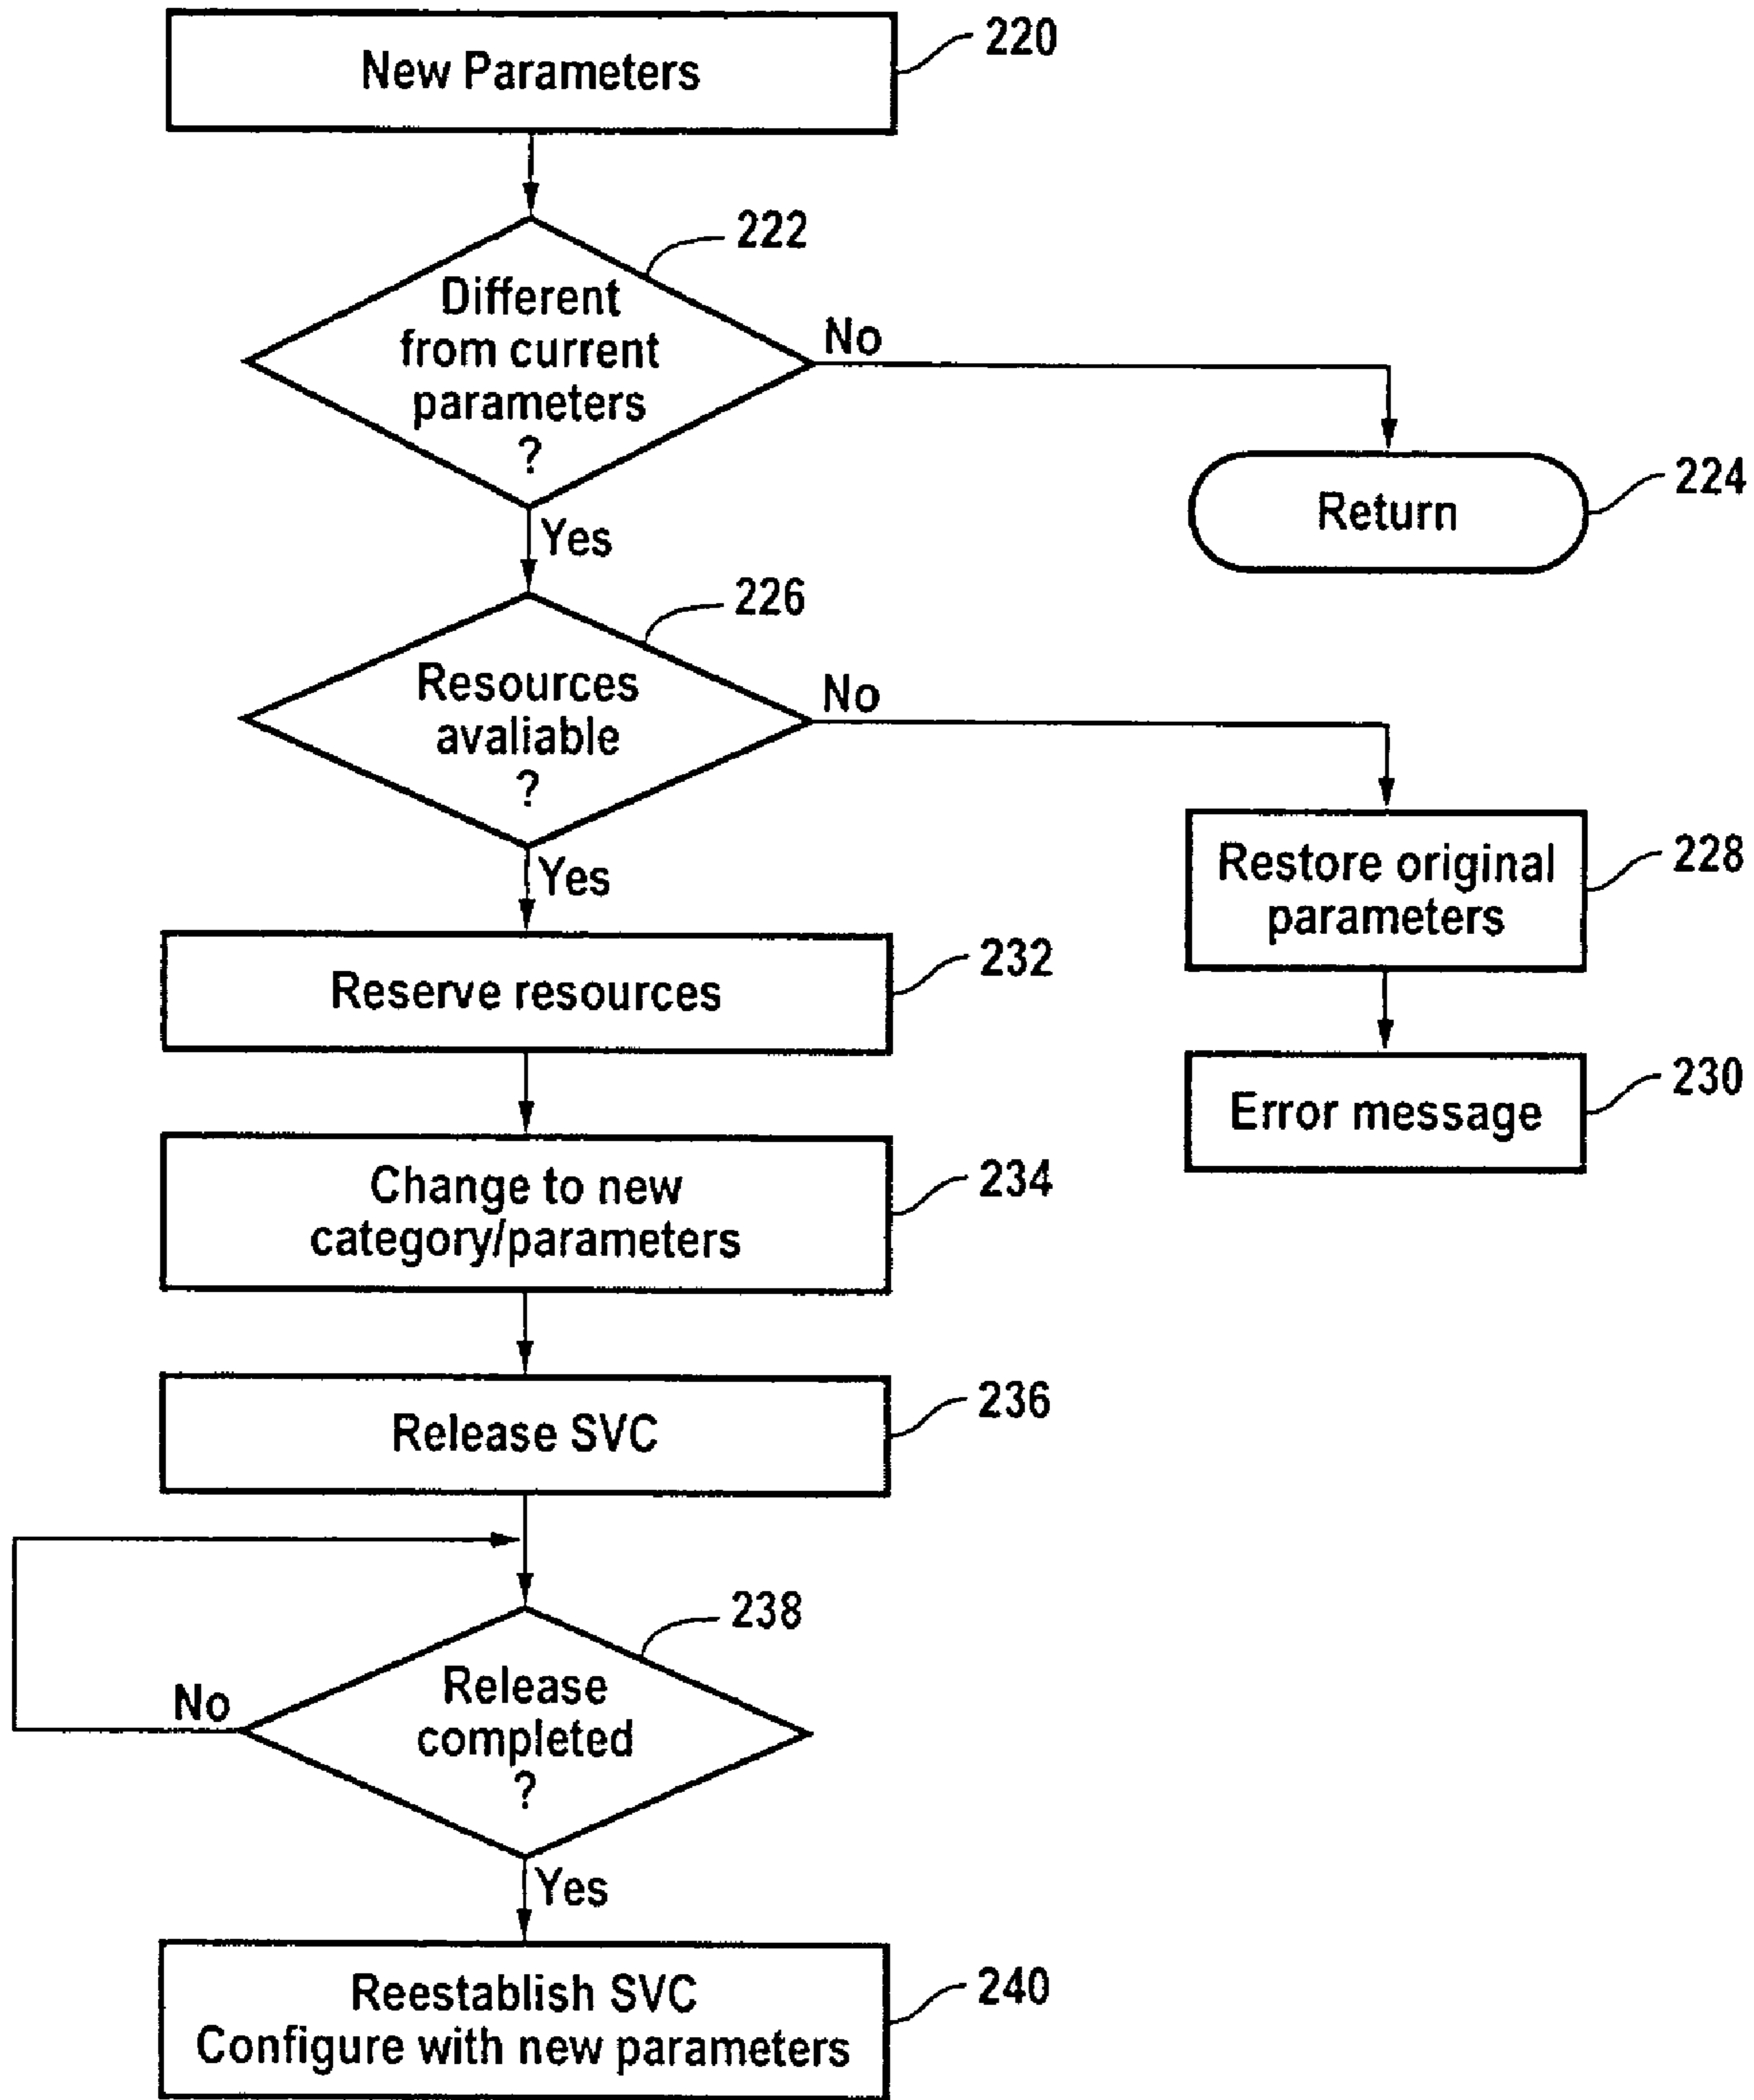 New Parameters
220
222
Different
from current
parameters
?
No
Return
224
Yes
226
Resources
avaliable
?
No
Restore original
parameters
228
Yes
Error message
230
Reserve resources
232
Change to new
category/parameters
234
Release SVC
236
238
Release
completed
?
No
Yes
Reestablish SVC
Configure with new parameters
240